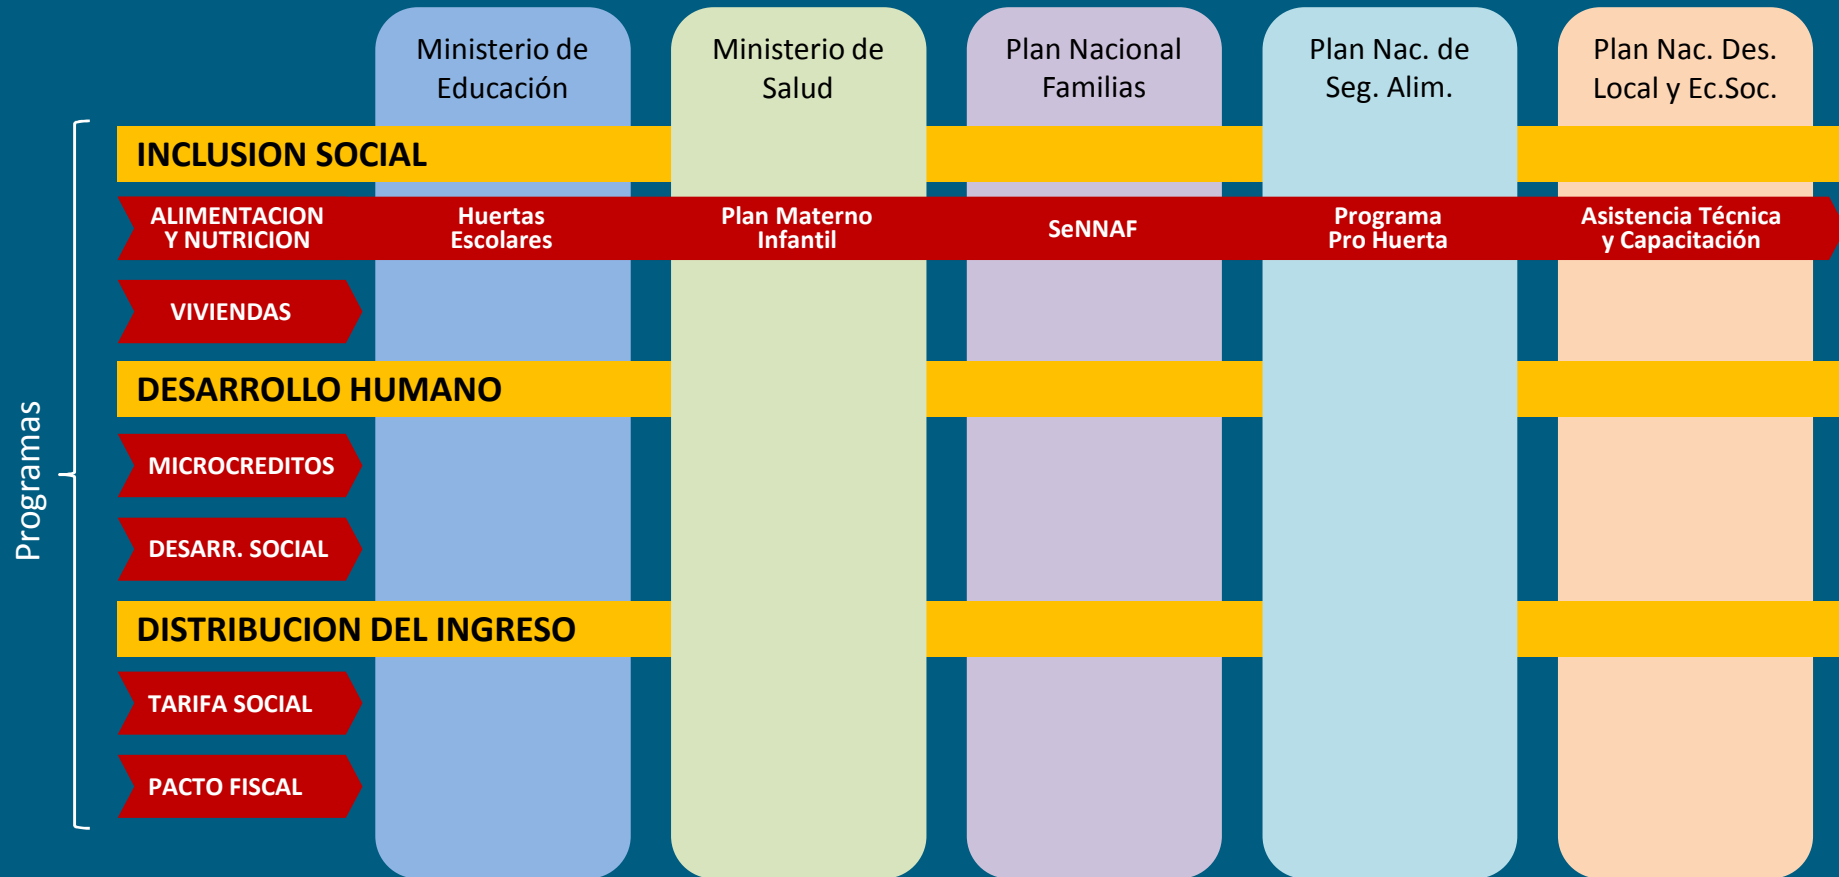 Ministerio de
Educación
Ministerio de
Salud
Plan Nacional
Familias
Plan Nac. de
Seg. Alim.
Plan Nac. Des.
Local y Ec.Soc.
Programas
INCLUSION SOCIAL
ALIMENTACION
Y NUTRICION
Huertas
Escolares
Plan Materno
Infantil
SeNNAF
Programa
Pro Huerta
Asistencia Técnica
y Capacitación
VIVIENDAS
DESARROLLO HUMANO
MICROCREDITOS
DESARR. SOCIAL
DISTRIBUCION DEL INGRESO
TARIFA SOCIAL
PACTO FISCAL